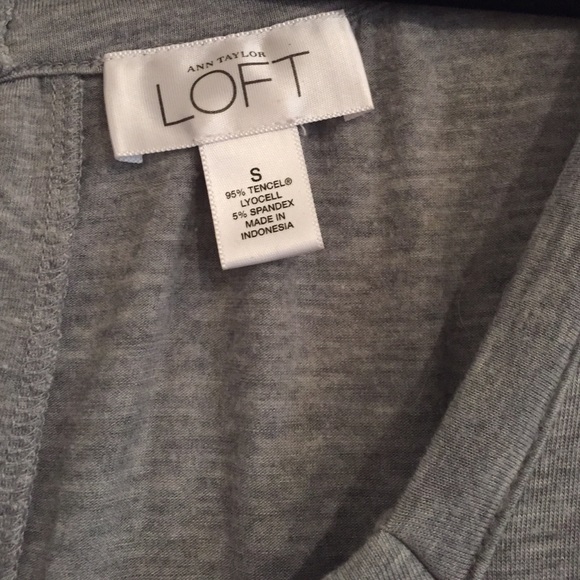 ANN TAYLOR
LOFT
S
95% TENCEL®
LYOCELL
5% SPANDEX
MADE IN
INDONESIA